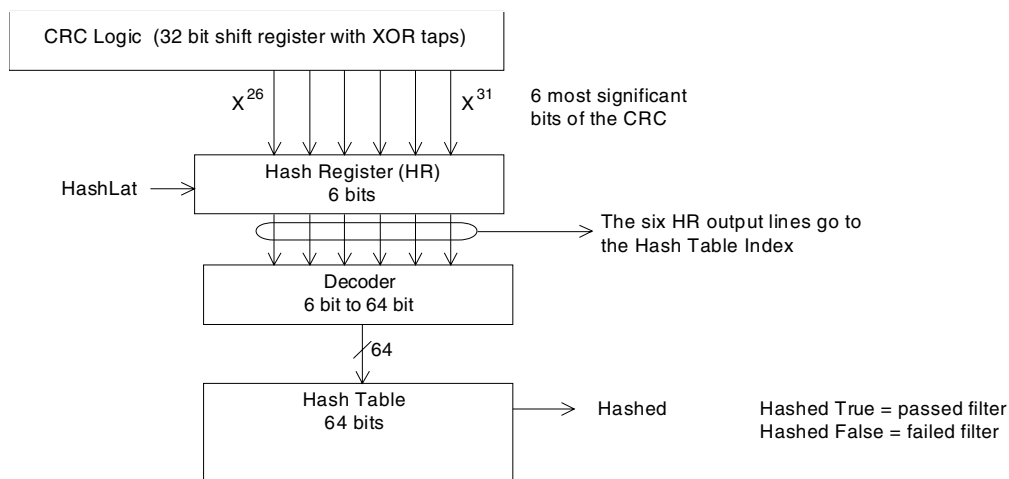 CRC Logic (32 bit shift register with XOR taps)
X26
X31
6 most significant
bits of the CRC
Hash Register (HR)
6 bits
HashLat
The six HR output lines go to
the Hash Table Index
Decoder
6 bit to 64 bit
64
Hash Table
64 bits
Hashed
Hashed True = passed filter
Hashed False = failed filter